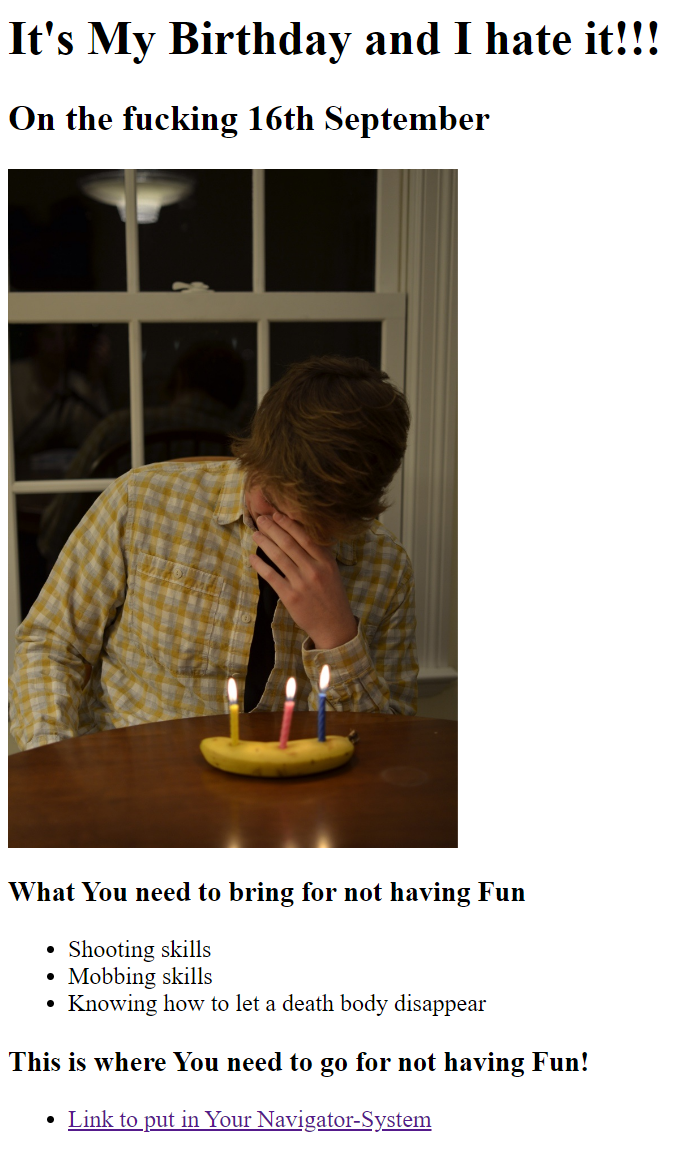 It's My Birthday and I hate it!!!
On the fucking 16th September
What You need to bring for not having Fun
Shooting skills
Mobbing skills
Knowing how to let a death body disappear
This is where You need to go for not having Fun!
Link to put in Your Navigator-System